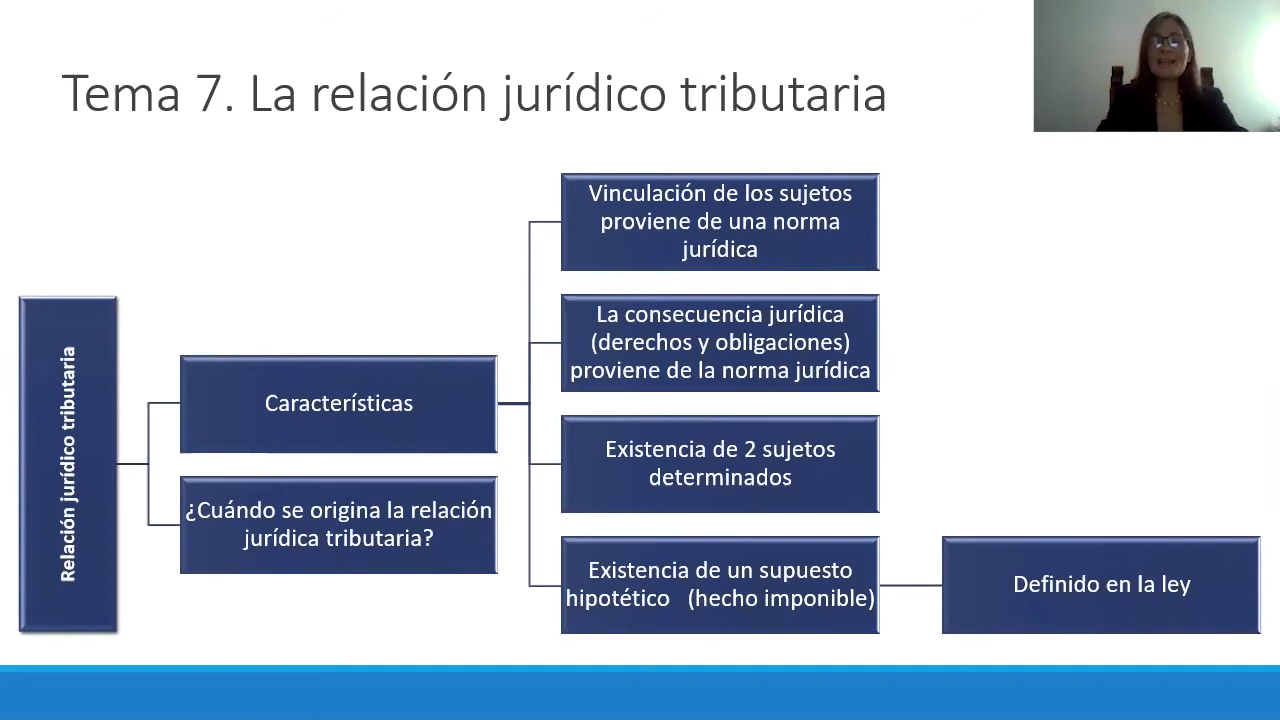 Tema 7. La relación jurídico tributaria
Relación jurídico tributaria
Características
¿Cuándo se origina la relación
jurídica tributaria?
Vinculación de los sujetos
proviene de una norma
jurídica
La consecuencia jurídica
(derechos y obligaciones)
proviene de la norma jurídica
Existencia de 2 sujetos
determinados
Existencia de un supuesto
hipotético (hecho imponible)
Definido en la ley